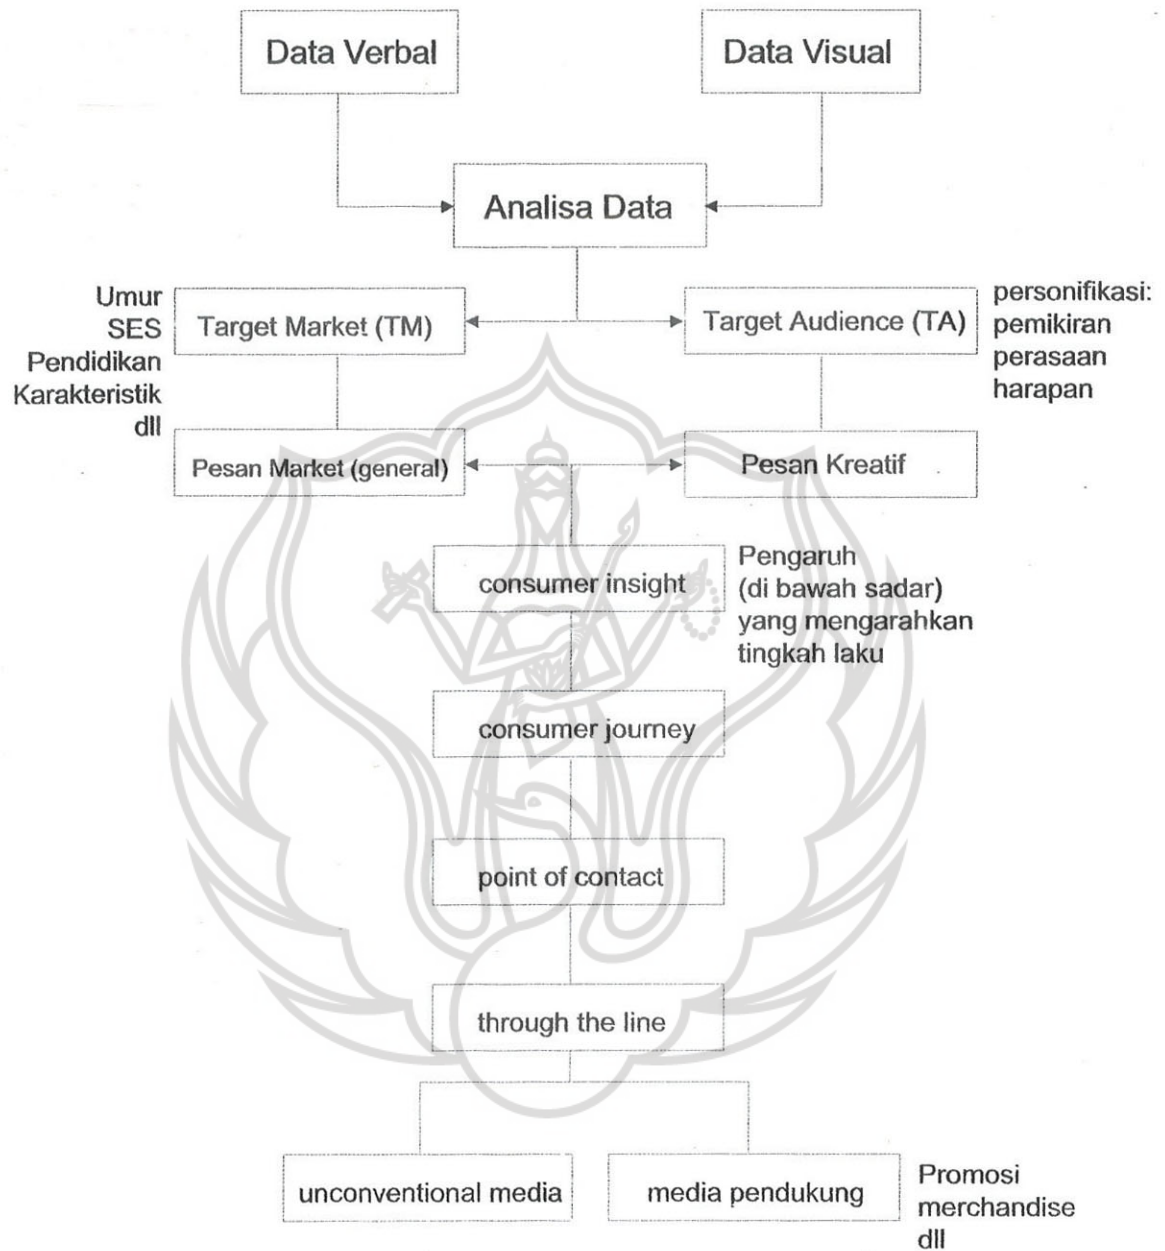 Data Verbal
Data Visual
Analisa Data
Umur
SES
Pendidikan
Karakteristik
dll
Target Market (TM)
Target Audience (TA)
personifikasi:
pemikiran
perasaan
harapan
Pesan Market (general)
Pesan Kreatif
consumer insight
Pengaruh
(di bawah sadar)
yang mengarahkan
tingkah laku
consumer journey
point of contact
through the line
unconventional media
media pendukung
Promosi
merchandise
dll